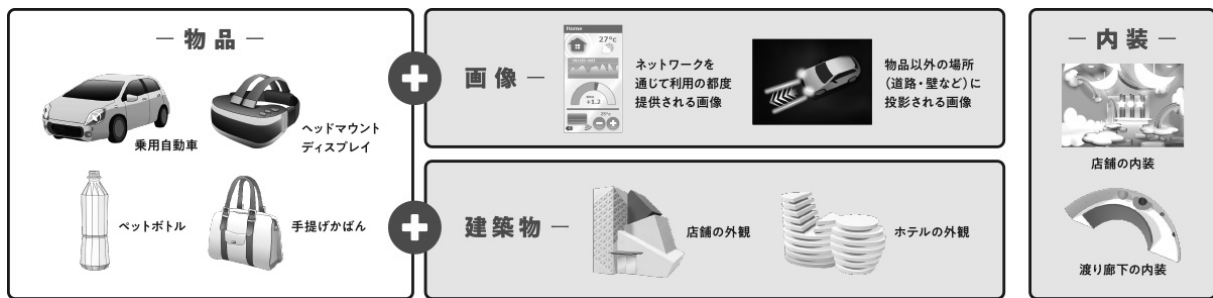 物品
乗用自動車
ヘッドマウント
ディスプレイ
ペットボトル
手提げかばん
画像
Home
27°c
+1.2
ネットワークを
通じて利用の都度
提供される画像
物品以外の場所
（道路・壁など）に
投影される画像
建築物
店舗の外観
ホテルの外観
内装
店舗の内装
渡り廊下の内装